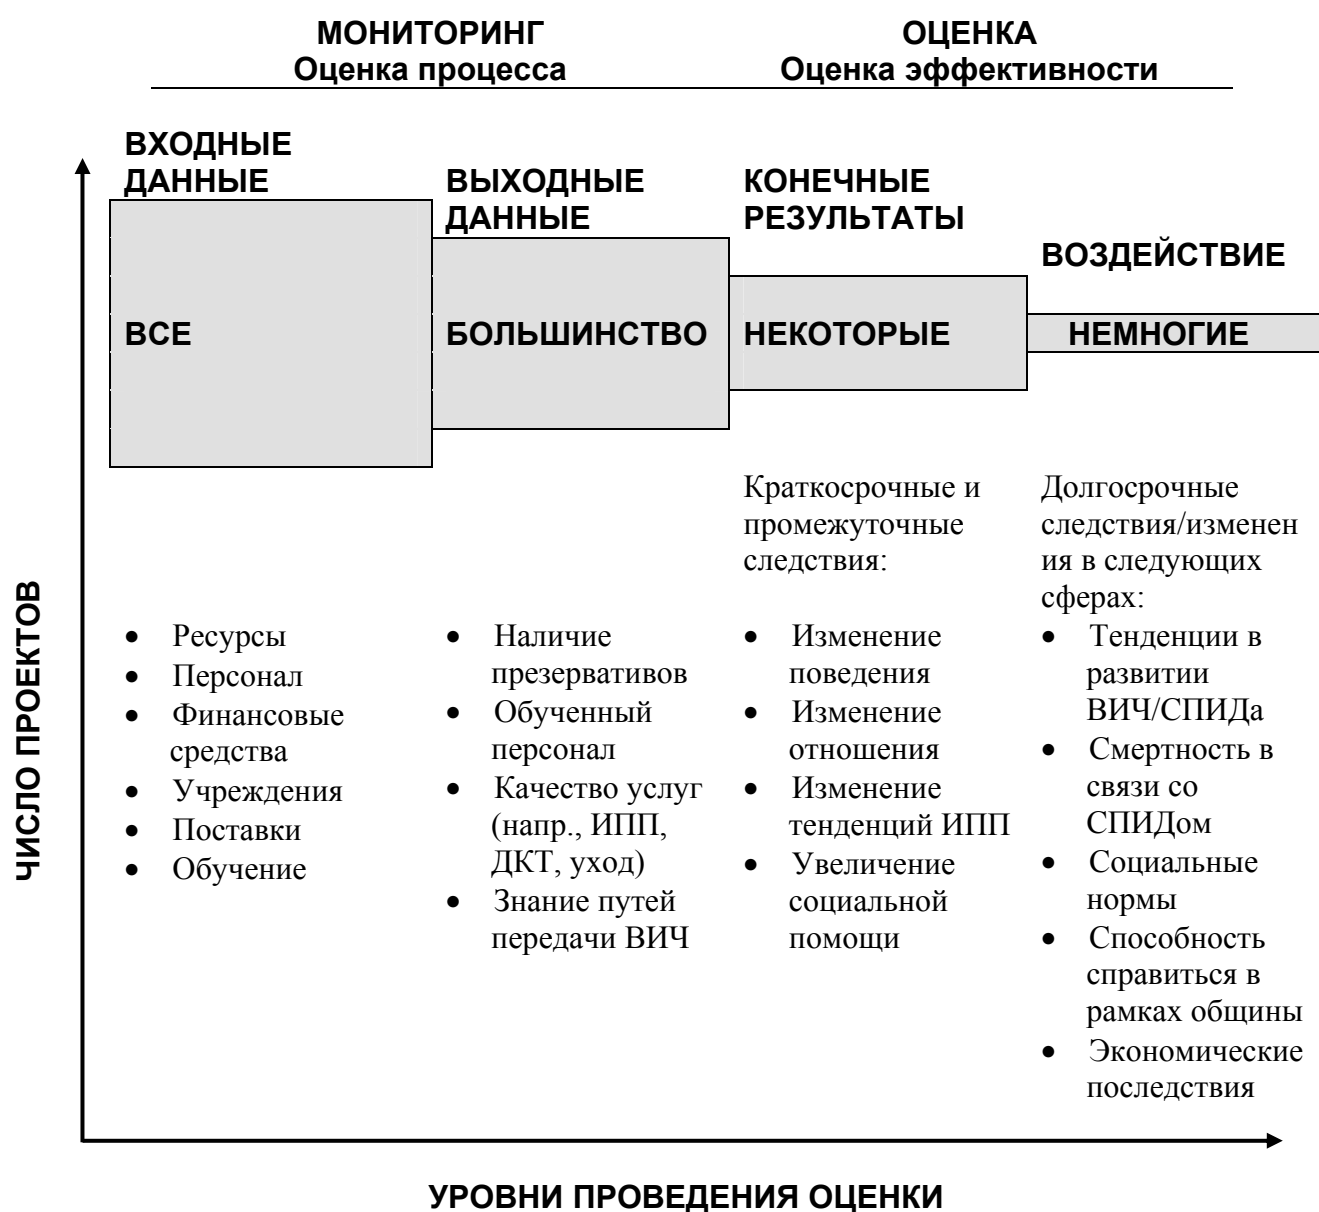 МОНИТОРИНГ
Оценка процесса
ОЦЕНКА
Оценка эффективности
ВХОДНЫЕ
ДАННЫЕ
ВЫХОДНЫЕ
ДАННЫЕ
КОНЕЧНЫЕ
РЕЗУЛЬТАТЫ
ВОЗДЕЙСТВИЕ
ВСЕ
БОЛЬШИНСТВО
НЕКОТОРЫЕ
НЕМНОГИЕ
ЧИСЛО ПРОЕКТОВ
• Ресурсы
• Персонал
• Финансовые
средства
• Учреждения
• Поставки
• Обучение
• Наличие
презервативов
• Обученный
персонал
• Качество услуг
(напр., ИПП,
ДКТ, уход)
• Знание путей
передачи ВИЧ
Краткосрочные и
промежуточные
следствия:
• Изменение
поведения
• Изменение
отношения
• Изменение
тенденций ИПП
• Увеличение
социальной
помощи
Долгосрочные
следствия/изменен
ия в следующих
сферах:
• Тенденции в
развитии
ВИЧ/СПИДа
• Смертность в
связи со
СПИДом
• Социальные
нормы
• Способность
справиться в
рамках общины
• Экономические
последствия
УРОВНИ ПРОВЕДЕНИЯ ОЦЕНКИ